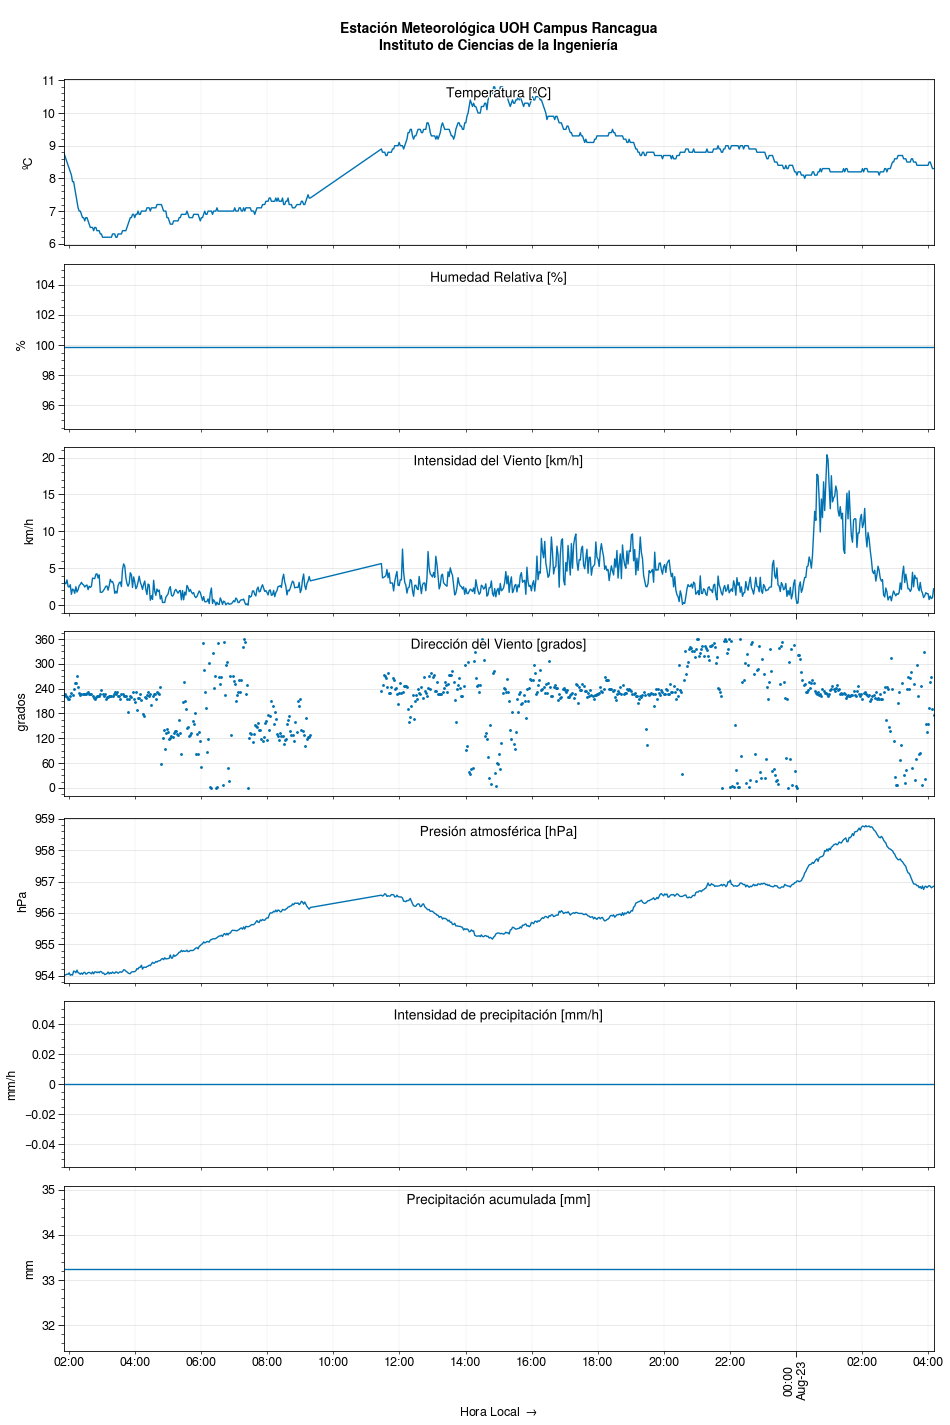 Estación Meteorológica UOH Campus Rancagua
Instituto de Ciencias de la Ingeniería
Temperatura [ºC]
11
10
9
8
7
6
ºC
Humedad Relativa [%]
104
102
100
98
96
%
Intensidad del Viento [km/h]
20
15
10
5
0
km/h
Dirección del Viento [grados]
360
300
240
180
120
60
0
grados
Presión atmosférica [hPa]
959
958
957
956
955
954
hPa
Intensidad de precipitación [mm/h]
0.04
0.02
0
−0.02
−0.04
mm/h
Precipitación acumulada [mm]
35
34
33
32
mm
02:00 04:00 06:00 08:00 10:00 12:00 14:00 16:00 18:00 20:00 22:00 00:00 02:00 04:00
Aug-23
Hora Local →